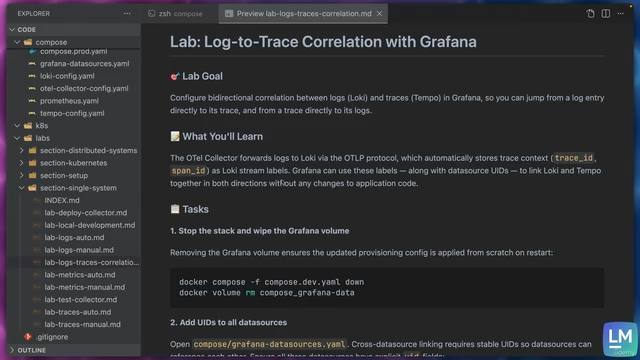 EXPLORER
zsh compose
Preview lab-logs-traces-correlation.md
CODE
compose
compose.prod.yaml
grafana-datasources.yaml
loki-config.yaml
otel-collector-config.yaml
prometheus.yaml
tempo-config.yaml
k8s
labs
section-distributed-systems
section-kubernetes
section-setup
section-single-system
INDEX.md
lab-deploy-collector.md
lab-local-development.md
lab-logs-auto.md
lab-logs-manual.md
lab-logs-traces-correlatio...
lab-metrics-auto.md
lab-metrics-manual.md
lab-test-collector.md
lab-traces-auto.md
lab-traces-manual.md
.gitignore
OUTLINE
Lab: Log-to-Trace Correlation with Grafana
🎯 Lab Goal
Configure bidirectional correlation between logs (Loki) and traces (Tempo) in Grafana, so you can jump from a log entry
directly to its trace, and from a trace directly to its logs.
📝 What You'll Learn
The OTel Collector forwards logs to Loki via the OTLP protocol, which automatically stores trace context (trace_id,
span_id) as Loki stream labels. Grafana can use these labels — along with datasource UIDs — to link Loki and Tempo
together in both directions without any changes to application code.
📋 Tasks
1. Stop the stack and wipe the Grafana volume
Removing the Grafana volume ensures the updated provisioning config is applied from scratch on restart:
docker compose -f compose.dev.yaml down
docker volume rm compose_grafana-data
2. Add UIDs to all datasources
Open compose/grafana-datasources.yaml. Cross-datasource linking requires stable UIDs so datasources can
reference each other. Ensure all three datasources have explicit uid fields:
LM